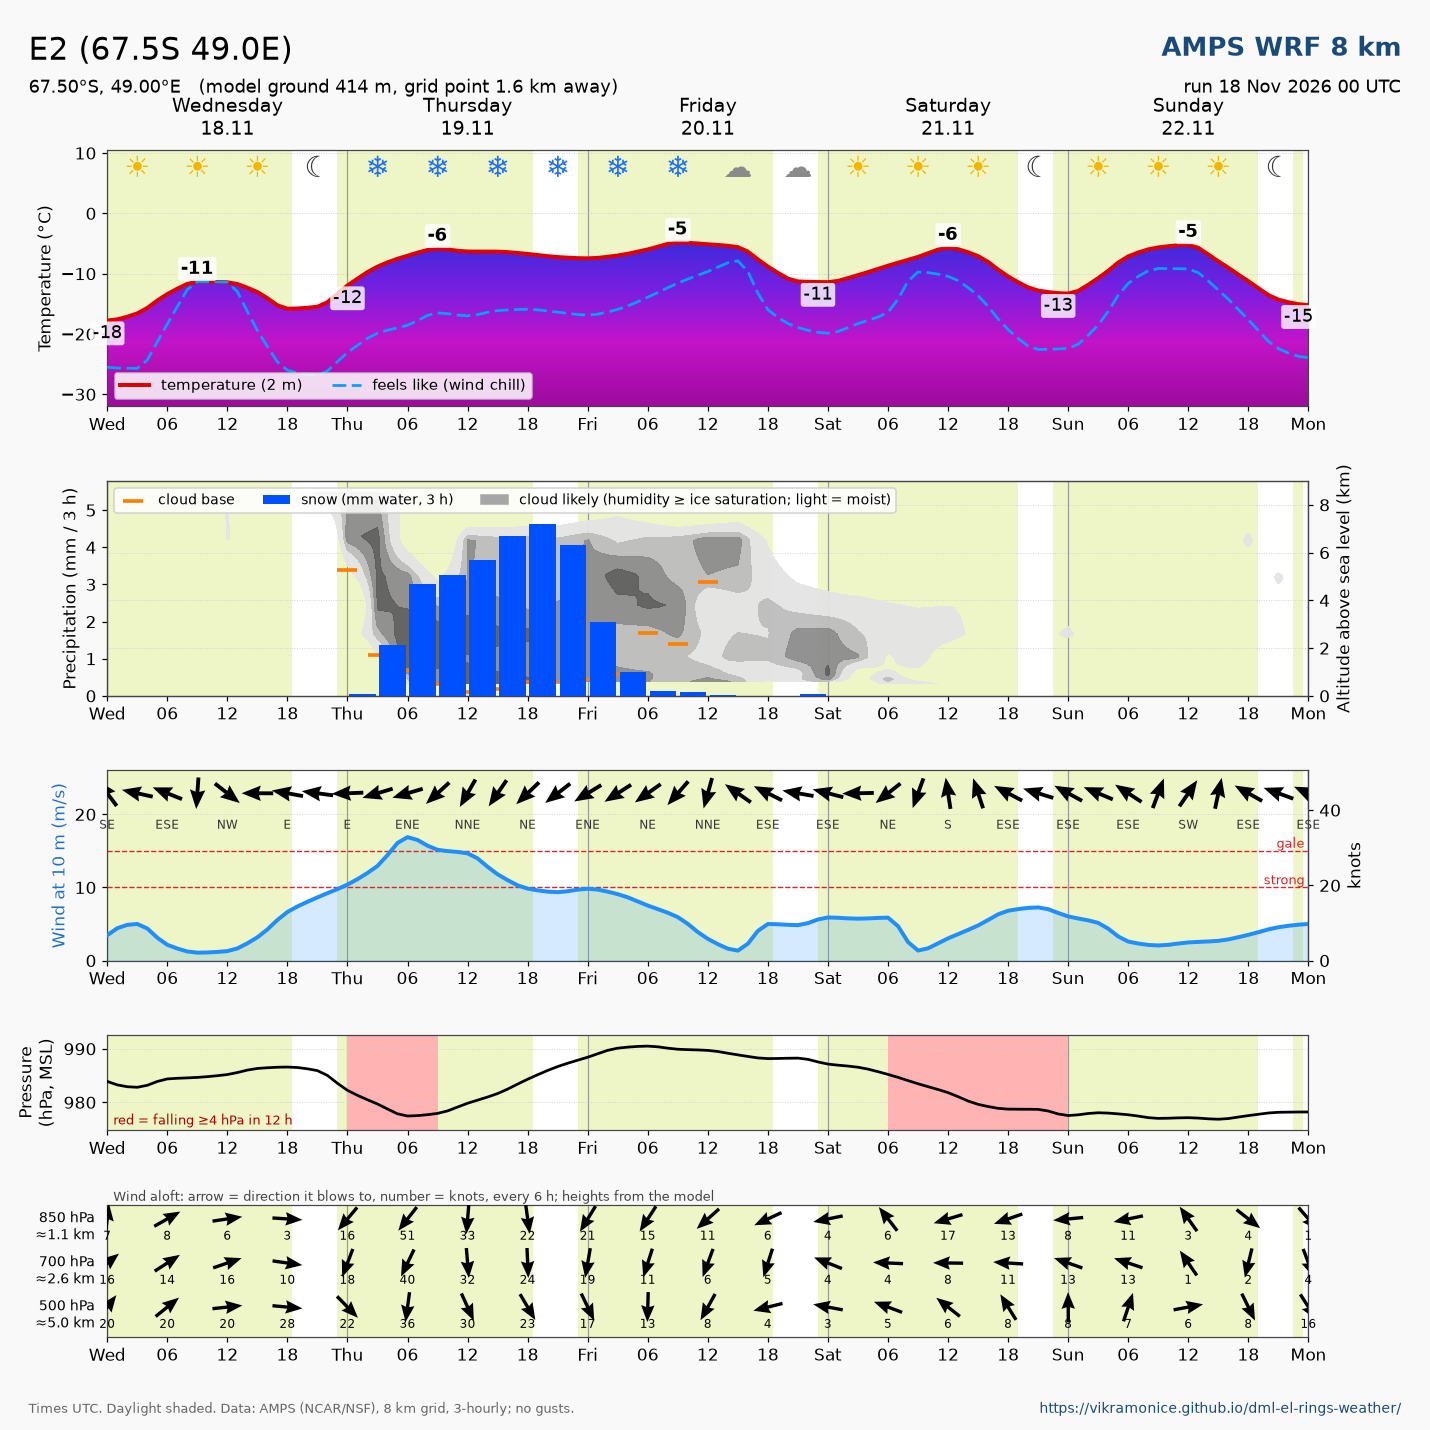 E2 (67.5S 49.0E)
AMPS WRF 8 km
67.50°S, 49.00°E (model ground 414 m, grid point 1.6 km away)
run 18 Nov 2026 00 UTC
Wednesday Thursday Friday Saturday Sunday
18.11 19.11 20.11 21.11 22.11
Temperature (°C)
10
0
−10
−20
−30
-18 -11 -12 -6 -5 -11 -6 -13 -5 -15
temperature (2 m) feels like (wind chill)
Wed 06 12 18 Thu 06 12 18 Fri 06 12 18 Sat 06 12 18 Sun 06 12 18 Mon
Precipitation (mm / 3 h)
5
4
3
2
1
0
cloud base snow (mm water, 3 h) cloud likely (humidity ≥ ice saturation; light = moist)
Altitude above sea level (km)
8
6
4
2
0
Wed 06 12 18 Thu 06 12 18 Fri 06 12 18 Sat 06 12 18 Sun 06 12 18 Mon
Wind at 10 m (m/s)
20
10
0
SE ESE NW E E ENE NNE NE ENE NE NNE ESE ESE NE S ESE ESE ESE SW ESE ESE
gale
strong
knots
40
20
0
Wed 06 12 18 Thu 06 12 18 Fri 06 12 18 Sat 06 12 18 Sun 06 12 18 Mon
Pressure
(hPa, MSL)
990
980
red = falling ≥4 hPa in 12 h
Wed 06 12 18 Thu 06 12 18 Fri 06 12 18 Sat 06 12 18 Sun 06 12 18 Mon
Wind aloft: arrow = direction it blows to, number = knots, every 6 h; heights from the model
850 hPa
≈1.1 km 7 8 6 3 16 51 33 22 21 15 11 6 4 6 17 13 8 11 3 4 1
700 hPa
≈2.6 km 16 14 16 10 18 40 32 24 19 11 6 5 4 4 8 11 13 13 1 2 4
500 hPa
≈5.0 km 20 20 20 28 22 36 30 23 17 13 8 4 3 5 6 8 8 7 6 8 16
Wed 06 12 18 Thu 06 12 18 Fri 06 12 18 Sat 06 12 18 Sun 06 12 18 Mon
Times UTC. Daylight shaded. Data: AMPS (NCAR/NSF), 8 km grid, 3-hourly; no gusts.
https://vikramonice.github.io/dml-el-rings-weather/